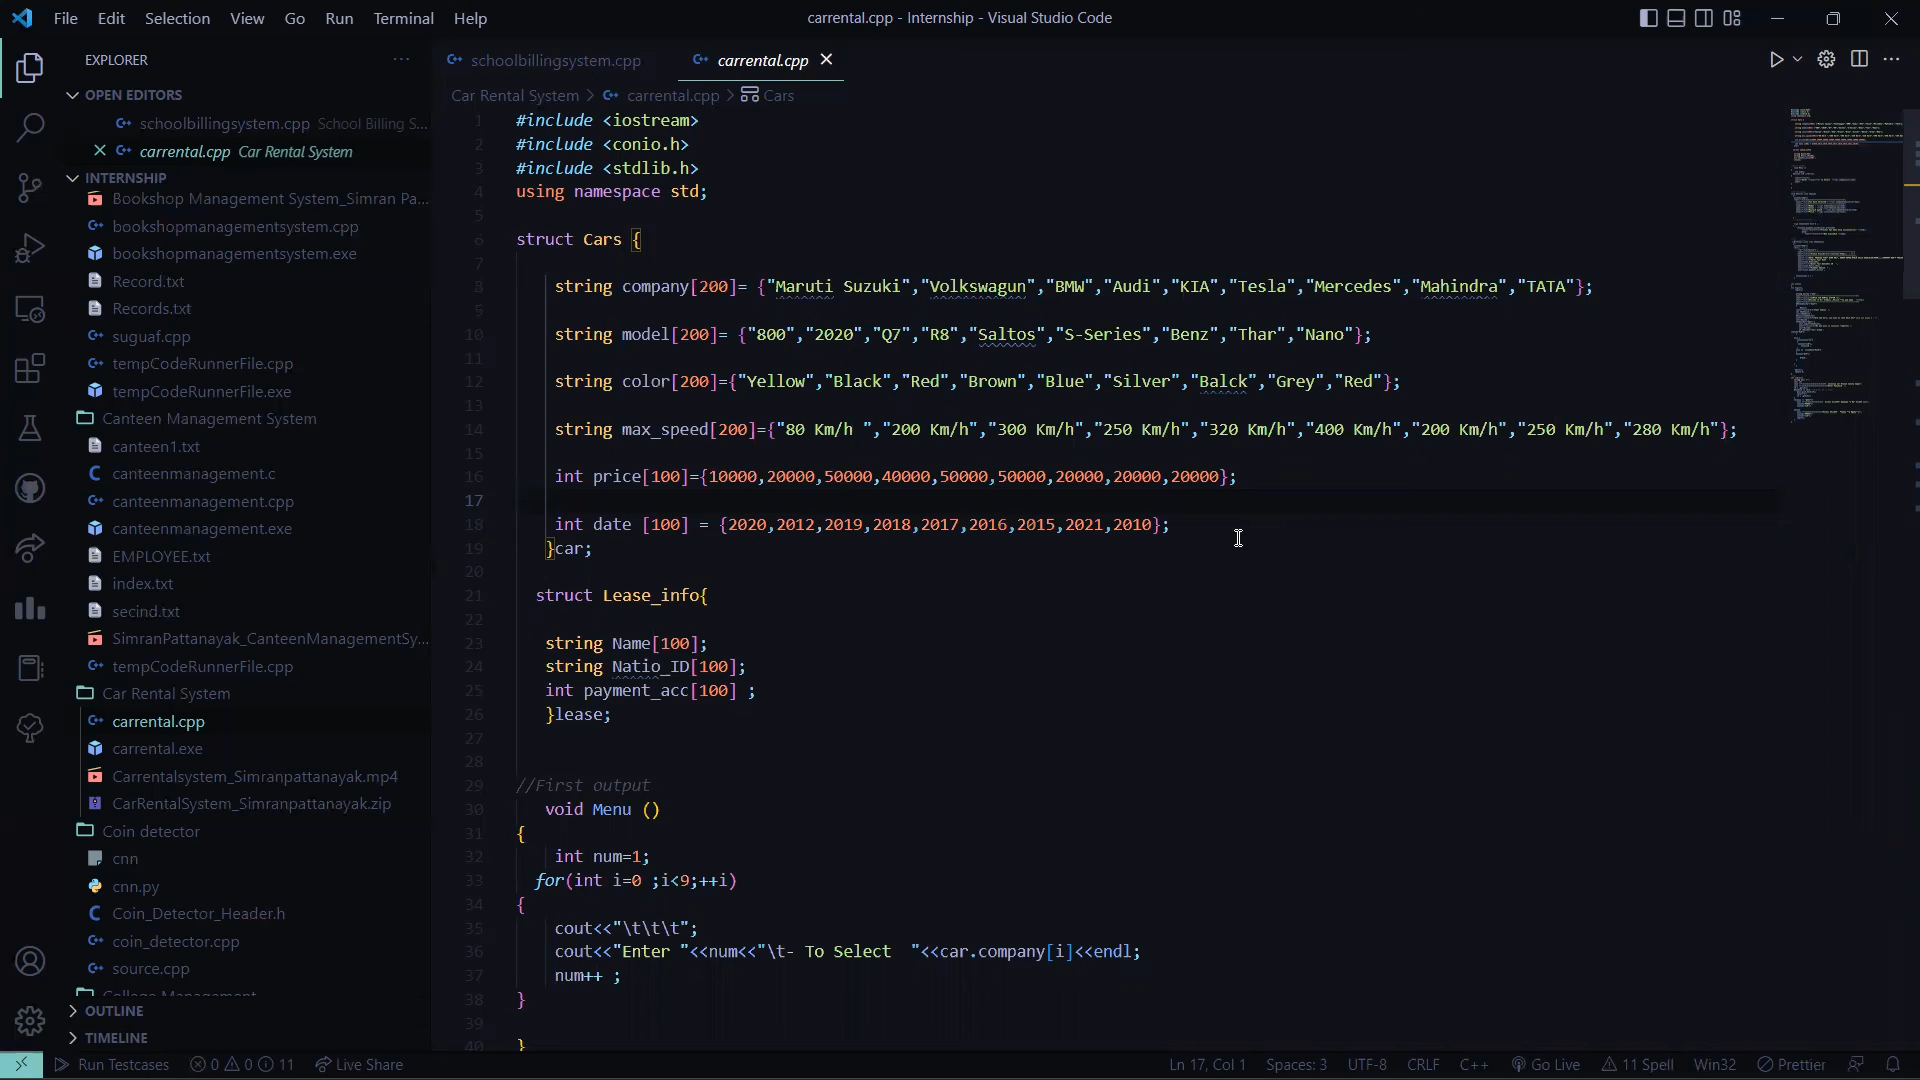 File Edit Selection View Go Run Terminal Help
carrental.cpp - Internship - Visual Studio Code
EXPLORER
OPEN EDITORS
schoolbillingsystem.cpp School Billing S...
carrental.cpp Car Rental System
INTERNSHIP
Bookshop Management System_Simran Pa...
bookshopmanagementsystem.cpp
bookshopmanagementsystem.exe
Record.txt
Records.txt
suguaf.cpp
tempCodeRunnerFile.cpp
tempCodeRunnerFile.exe
Canteen Management System
canteen1.txt
canteenmanagement.c
canteenmanagement.cpp
canteenmanagement.exe
EMPLOYEE.txt
index.txt
secind.txt
SimranPattanayak_CanteenManagementSy...
tempCodeRunnerFile.cpp
Car Rental System
carrental.cpp
carrental.exe
Carrentalsystem_Simranpattanayak.mp4
CarRentalSystem_Simranpattanayak.zip
Coin detector
cnn
cnn.py
Coin_Detector_Header.h
coin_detector.cpp
source.cpp
College Management
OUTLINE
TIMELINE
schoolbillingsystem.cpp
carrental.cpp
Car Rental System > carrental.cpp > Cars
1 #include <iostream>
2 #include <conio.h>
3 #include <stdlib.h>
4 using namespace std;
5
6 struct Cars {
7
8 string company[200]= {"Maruti Suzuki","Volkswagun","BMW","Audi","KIA","Tesla","Mercedes","Mahindra","TATA"};
9
10 string model[200]= {"800","2020","Q7","R8","Saltos","S-Series","Benz","Thar","Nano"};
11
12 string color[200]={"Yellow","Black","Red","Brown","Blue","Silver","Balck","Grey","Red"};
13
14 string max_speed[200]={"80 Km/h ","200 Km/h","300 Km/h","250 Km/h","320 Km/h","400 Km/h","200 Km/h","250 Km/h","280 Km/h"};
15
16 int price[100]={10000,20000,50000,40000,50000,50000,20000,20000,20000};
17
18 int date [100] = {2020,2012,2019,2018,2017,2016,2015,2021,2010};
19 }car;
20
21 struct Lease_info{
22
23 string Name[100];
24 string Natio_ID[100];
25 int payment_acc[100] ;
26 }lease;
27
28
29 //First output
30 void Menu ()
31 {
32 int num=1;
33 for(int i=0 ;i<9;++i)
34 {
35 cout<<"\t\t\t";
36 cout<<"Enter "<<num<<"\t- To Select  "<<car.company[i]<<endl;
37 num++ ;
38 }
39
40 }
Run Testcases 0 0 11 Live Share
Ln 17, Col 1 Spaces: 3 UTF-8 CRLF C++ Go Live 11 Spell Win32 Prettier